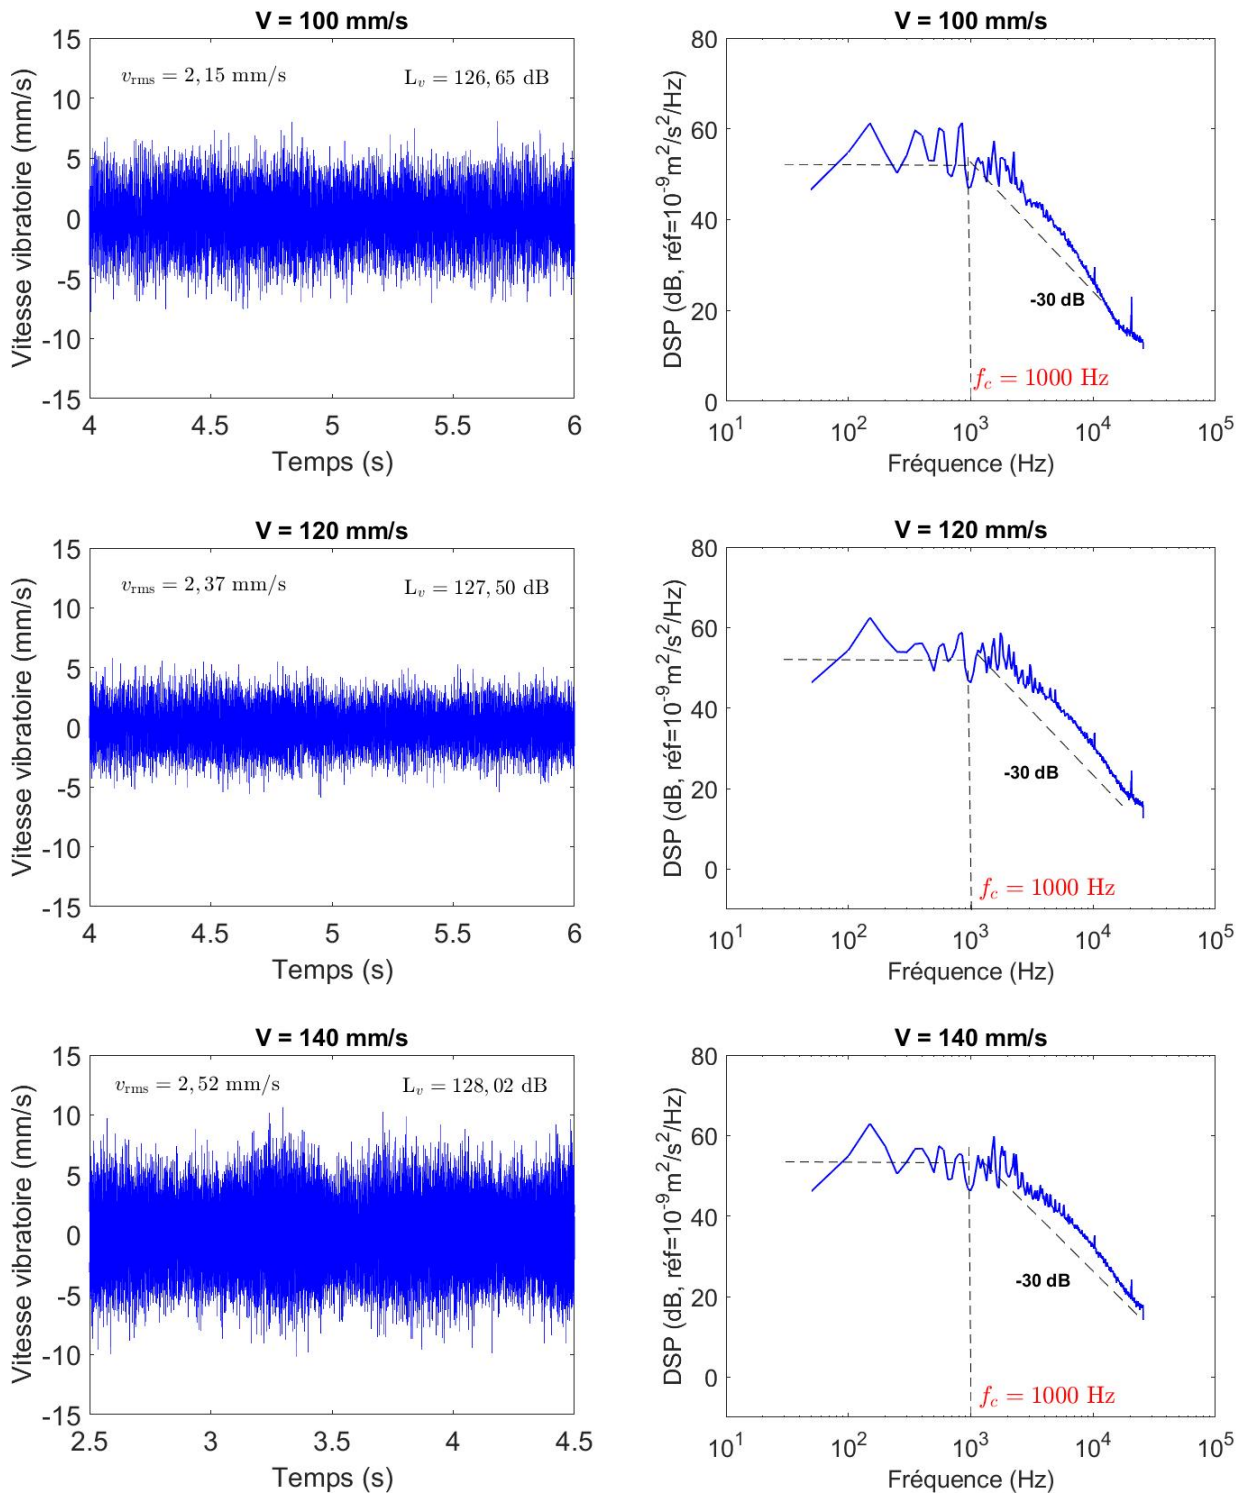 V = 100 mm/s
15
10
5
0
-5
-10
-15
Vitesse vibratoire (mm/s)
v_rms = 2,15 mm/s
L_v = 126,65 dB
4
4.5
5
5.5
6
Temps (s)
V = 100 mm/s
80
60
40
20
0
DSP (dB, réf=10^-9m^2/s^2/Hz)
-30 dB
f_c = 1000 Hz
10^1
10^2
10^3
10^4
10^5
Fréquence (Hz)
V = 120 mm/s
15
10
5
0
-5
-10
-15
Vitesse vibratoire (mm/s)
v_rms = 2,37 mm/s
L_v = 127,50 dB
4
4.5
5
5.5
6
Temps (s)
V = 120 mm/s
80
60
40
20
0
DSP (dB, réf=10^-9m^2/s^2/Hz)
-30 dB
f_c = 1000 Hz
10^1
10^2
10^3
10^4
10^5
Fréquence (Hz)
V = 140 mm/s
15
10
5
0
-5
-10
-15
Vitesse vibratoire (mm/s)
v_rms = 2,52 mm/s
L_v = 128,02 dB
2.5
3
3.5
4
4.5
Temps (s)
V = 140 mm/s
80
60
40
20
0
DSP (dB, réf=10^-9m^2/s^2/Hz)
-30 dB
f_c = 1000 Hz
10^1
10^2
10^3
10^4
10^5
Fréquence (Hz)